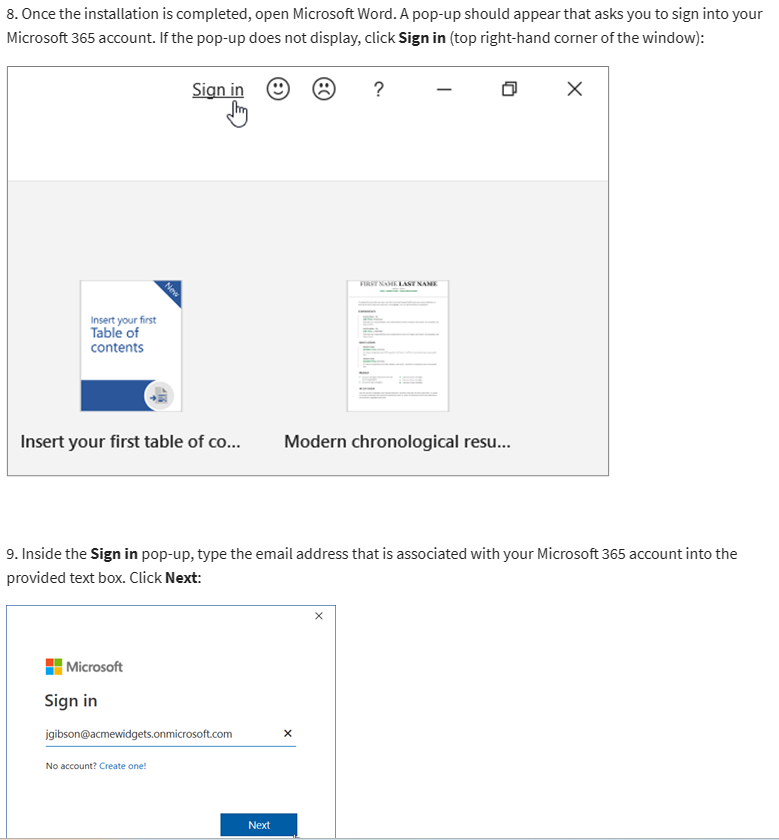 8. Once the installation is completed, open Microsoft Word. A pop-up should appear that asks you to sign into your
Microsoft 365 account. If the pop-up does not display, click Sign in (top right-hand corner of the window):
Sign in
?
New
Insert your first
Table of
contents
FIRST NAME LAST NAME
Insert your first table of co...
Modern chronological resu...
9. Inside the Sign in pop-up, type the email address that is associated with your Microsoft 365 account into the
provided text box. Click Next:
Microsoft
Sign in
jgibson@acmewidgets.onmicrosoft.com
No account? Create one!
Next